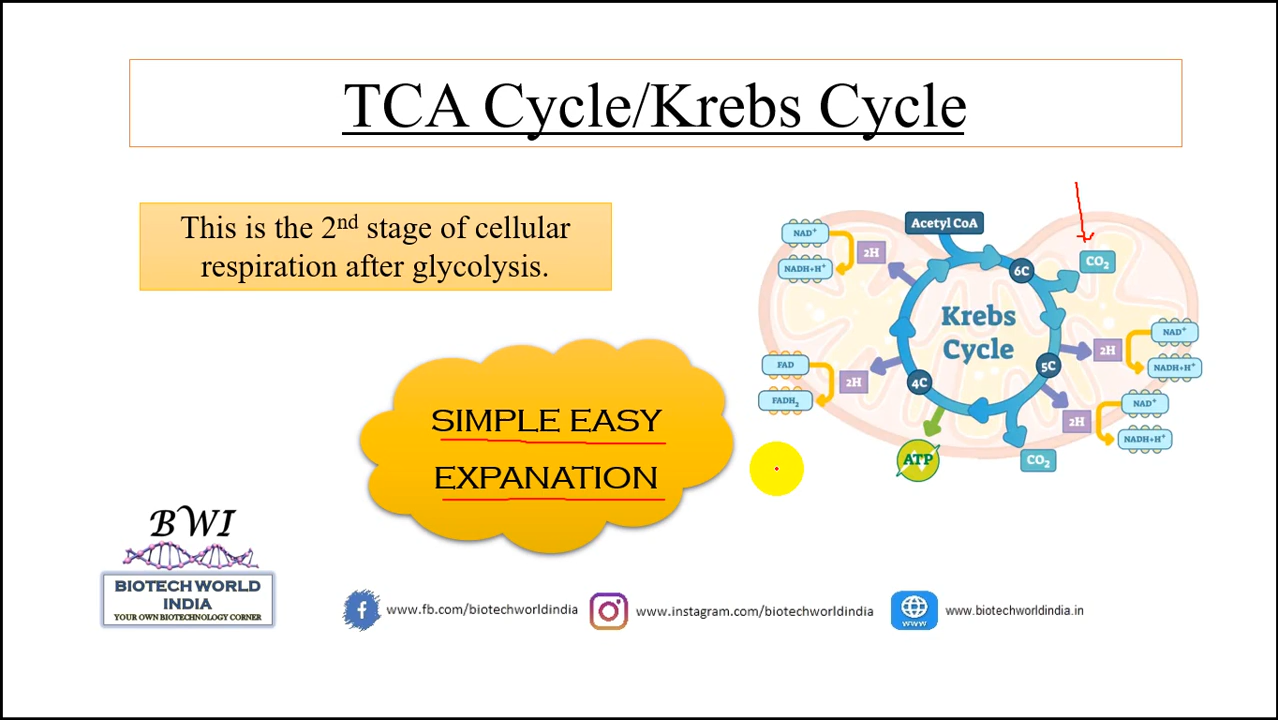 TCA Cycle/Krebs Cycle
This is the 2nd stage of cellular
respiration after glycolysis.
Acetyl CoA
NAD+
2H
NADH+H+
6C
CO2
Krebs
Cycle
NAD+
2H
NADH+H+
FAD
2H
FADH2
4C
5C
2H
NAD+
NADH+H+
ATP
CO2
SIMPLE EASY
EXPANATION
BWI
BIOTECH WORLD
INDIA
YOUR OWN BIOTECHNOLOGY CORNER
www.fb.com/biotechworldindia
www.instagram.com/biotechworldindia
www
www.biotechworldindia.in